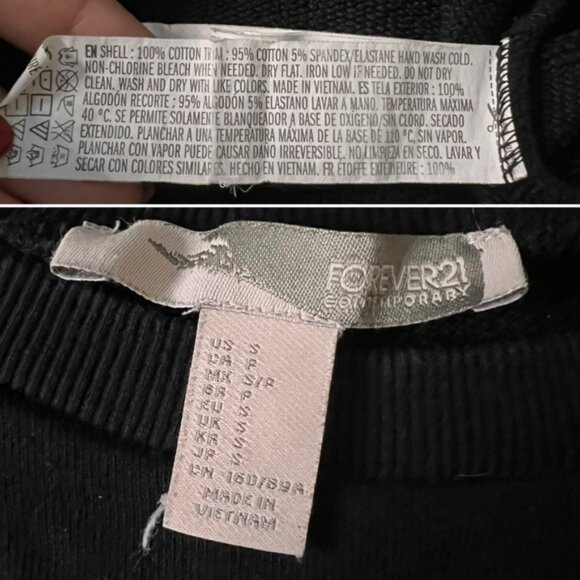 EN SHELL : 100% COTTON TRIM : 95% COTTON 5% SPANDEX/ELASTANE HAND WASH COLD.
NON-CHLORINE BLEACH WHEN NEEDED. DRY FLAT. IRON LOW IF NEEDED. DO NOT DRY
CLEAN. WASH AND DRY WITH LIKE COLORS. MADE IN VIETNAM. ES TELA EXTERIOR : 100%
ALGODÓN RECORTE : 95% ALGODÓN 5% ELASTANO LAVAR A MANO. TEMPERATURA MÁXIMA
40 °C. SE PERMITE SOLAMENTE BLANQUEADOR A BASE DE OXÍGENO/SIN CLORO. SECADO
EXTENDIDO. PLANCHAR A UNA TEMPERATURA MÁXIMA DE LA BASE DE 110 °C, SIN VAPOR.
PLANCHAR CON VAPOR PUEDE CAUSAR DAÑO IRREVERSIBLE. NO LIMPIEZA EN SECO. LAVAR Y
SECAR CON COLORES SIMILARES. HECHO EN VIETNAM. FR ÉTOFFE EXTÉRIEURE : 100%
FOREVER 21
CONTEMPORARY
US S
CA P
MX S/P
BR P
EU S
UK S
KR S
JP S
CN 160/89A
MADE IN
VIETNAM